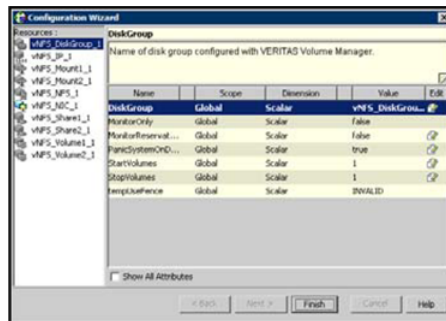 Configuration Wizard
Resources :
vNFS_DiskGroup_1
vNFS_IP_1
vNFS_Mount1_1
vNFS_Mount2_1
vNFS_NFS_1
vNFS_NIC_1
vNFS_Share1_1
vNFS_Share2_1
vNFS_Volume1_1
vNFS_Volume2_1
DiskGroup
Name of disk group configured with VERITAS Volume Manager.
Name Scope Dimension Value Edit
DiskGroup Global Scalar vNFS_DiskGrou...
MonitorOnly Global Scalar false
MonitorReservat... Global Scalar false
PanicSystemOnD... Global Scalar true
StartVolumes Global Scalar 1
StopVolumes Global Scalar 1
tempUseFence Global Scalar INVALID
Show All Attributes
< Back Next > Finish Cancel Help